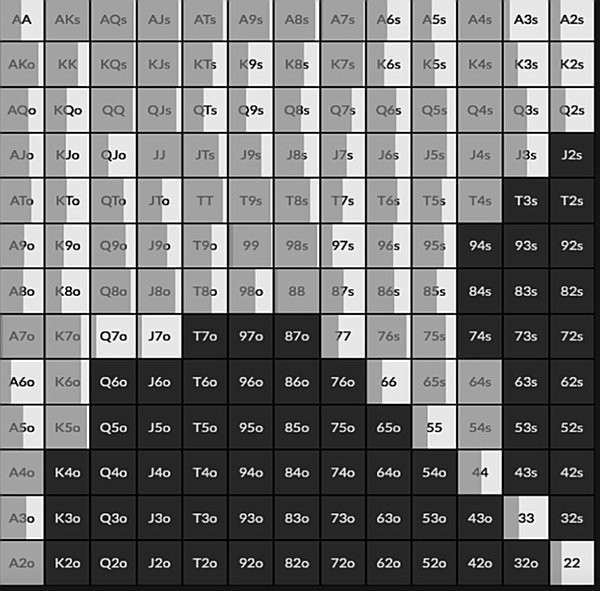 AA AKs AQs AJs ATs A9s A8s A7s A6s A5s A4s A3s A2s
AKo KK KQs KJs KTs K9s K8s K7s K6s K5s K4s K3s K2s
AQo KQo QQ QJs QTs Q9s Q8s Q7s Q6s Q5s Q4s Q3s Q2s
AJo KJo QJo JJ JTs J9s J8s J7s J6s J5s J4s J3s J2s
ATo KTo QTo JTo TT T9s T8s T7s T6s T5s T4s T3s T2s
A9o K9o Q9o J9o T9o 99 98s 97s 96s 95s 94s 93s 92s
A8o K8o Q8o J8o T8o 98o 88 87s 86s 85s 84s 83s 82s
A7o K7o Q7o J7o T7o 97o 87o 77 76s 75s 74s 73s 72s
A6o K6o Q6o J6o T6o 96o 86o 76o 66 65s 64s 63s 62s
A5o K5o Q5o J5o T5o 95o 85o 75o 65o 55 54s 53s 52s
A4o K4o Q4o J4o T4o 94o 84o 74o 64o 54o 44 43s 42s
A3o K3o Q3o J3o T3o 93o 83o 73o 63o 53o 43o 33 32s
A2o K2o Q2o J2o T2o 92o 82o 72o 62o 52o 42o 32o 22